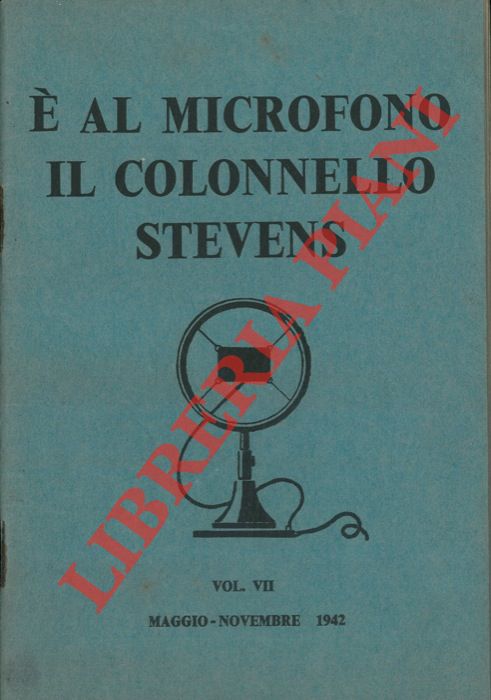 È AL MICROFONO
IL COLONNELLO
STEVENS
LIBRERIA PIANI
VOL. VII
MAGGIO - NOVEMBRE 1942